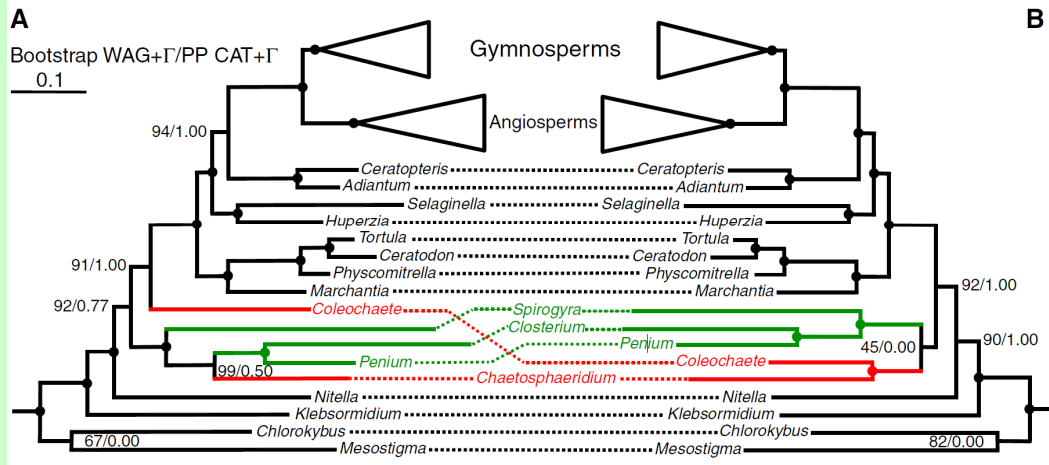 A B
Bootstrap WAG+Γ/PP CAT+Γ
0.1
Gymnosperms
Angiosperms
94/1.00
Ceratopteris Ceratopteris
Adiantum Adiantum
Selaginella Selaginella
Huperzia Huperzia
Tortula Tortula
Ceratodon Ceratodon
Physcomitrella Physcomitrella
Marchantia Marchantia
91/1.00
92/0.77
92/1.00
Coleochaete Spirogyra
Closterium
Penium
90/1.00
45/0.00
Penium Coleochaete
99/0.50
Chaetosphaeridium
Nitella Nitella
Klebsormidium Klebsormidium
Chlorokybus Chlorokybus
67/0.00 82/0.00
Mesostigma Mesostigma